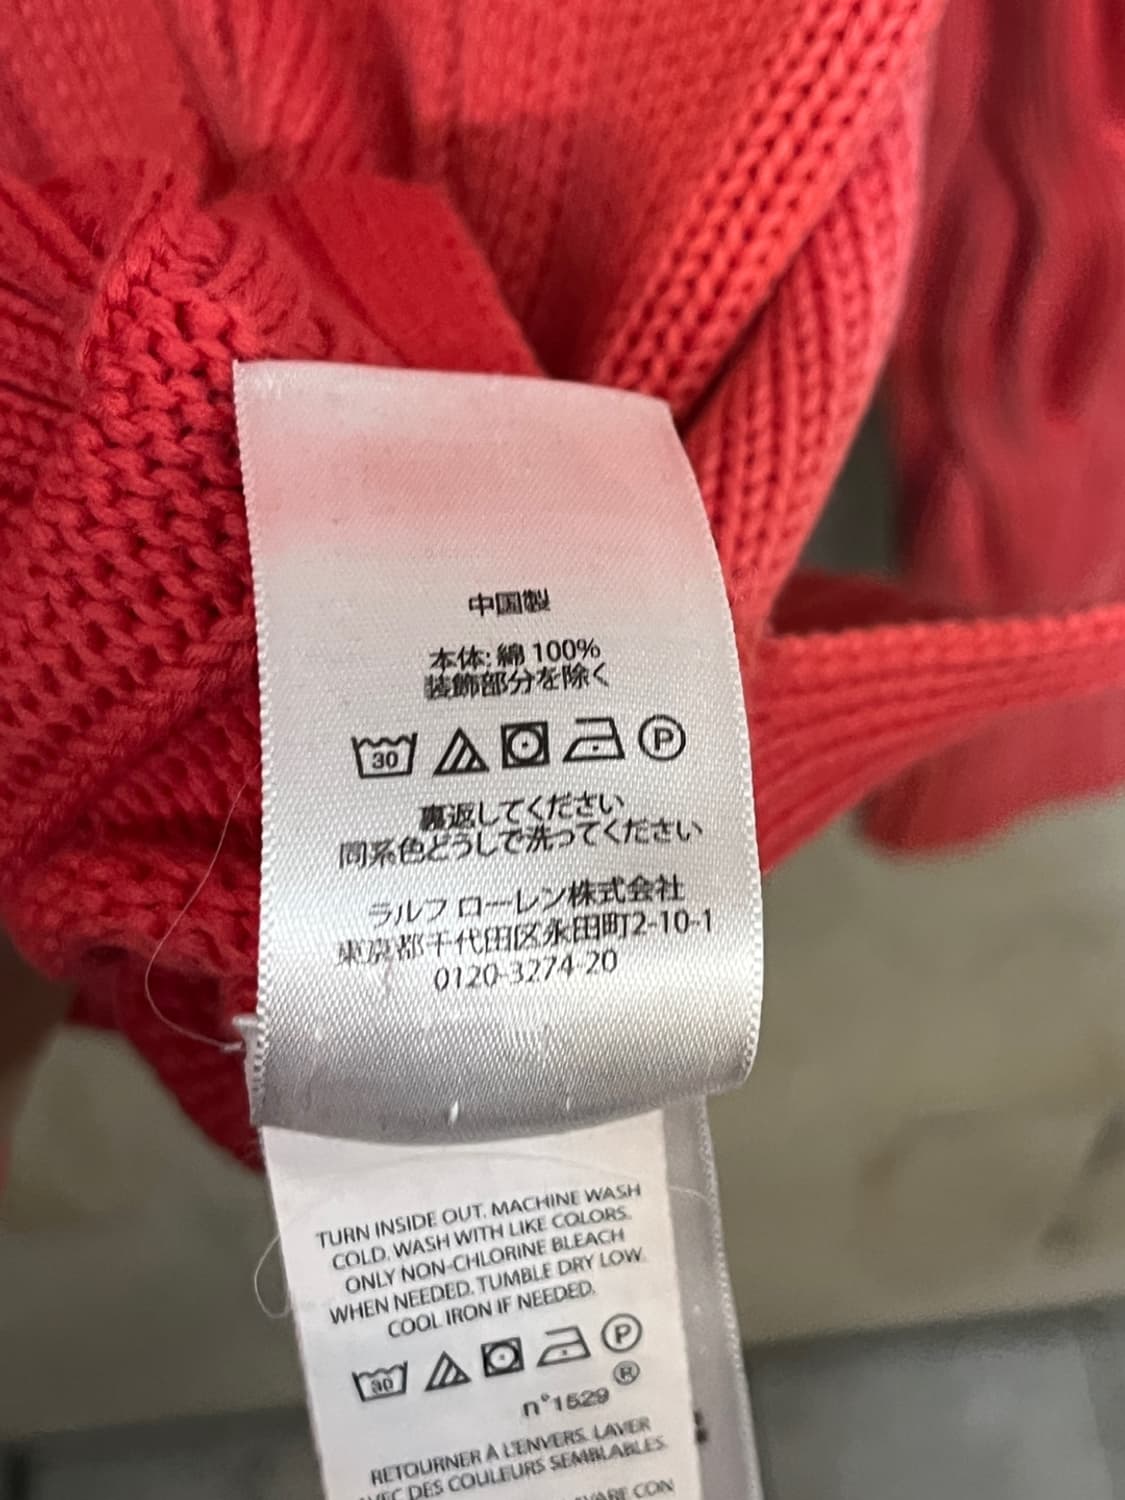 中国製
本体: 綿 100%
装飾部分を除く
30 P
裏返してください
同系色どうしで洗ってください
ラルフ ローレン株式会社
東京都千代田区永田町2-10-1
0120-3274-20
TURN INSIDE OUT. MACHINE WASH
COLD. WASH WITH LIKE COLORS.
ONLY NON-CHLORINE BLEACH
WHEN NEEDED. TUMBLE DRY LOW.
COOL IRON IF NEEDED.
30 P
®
n°1529
RETOURNER À L'ENVERS. LAVER
AVEC DES COULEURS SEMBLABLES.
CON